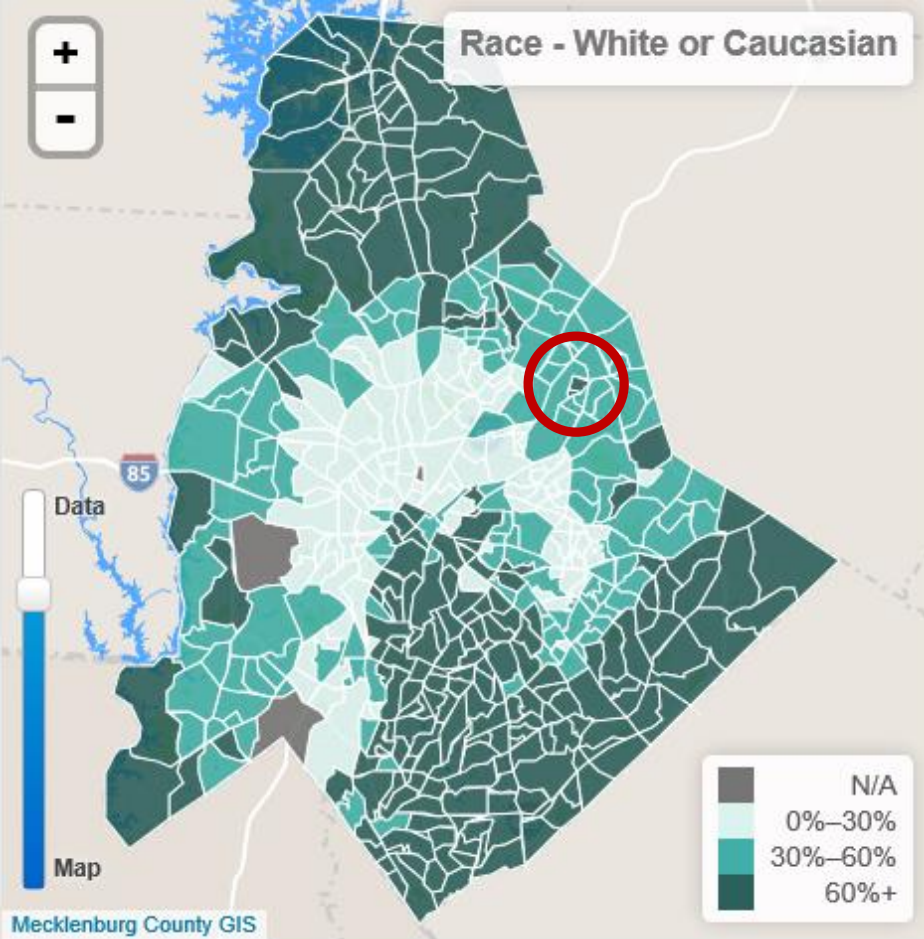 +
Race - White or Caucasian
-
85
Data
Map
N/A
0%–30%
30%–60%
60%+
Mecklenburg County GIS